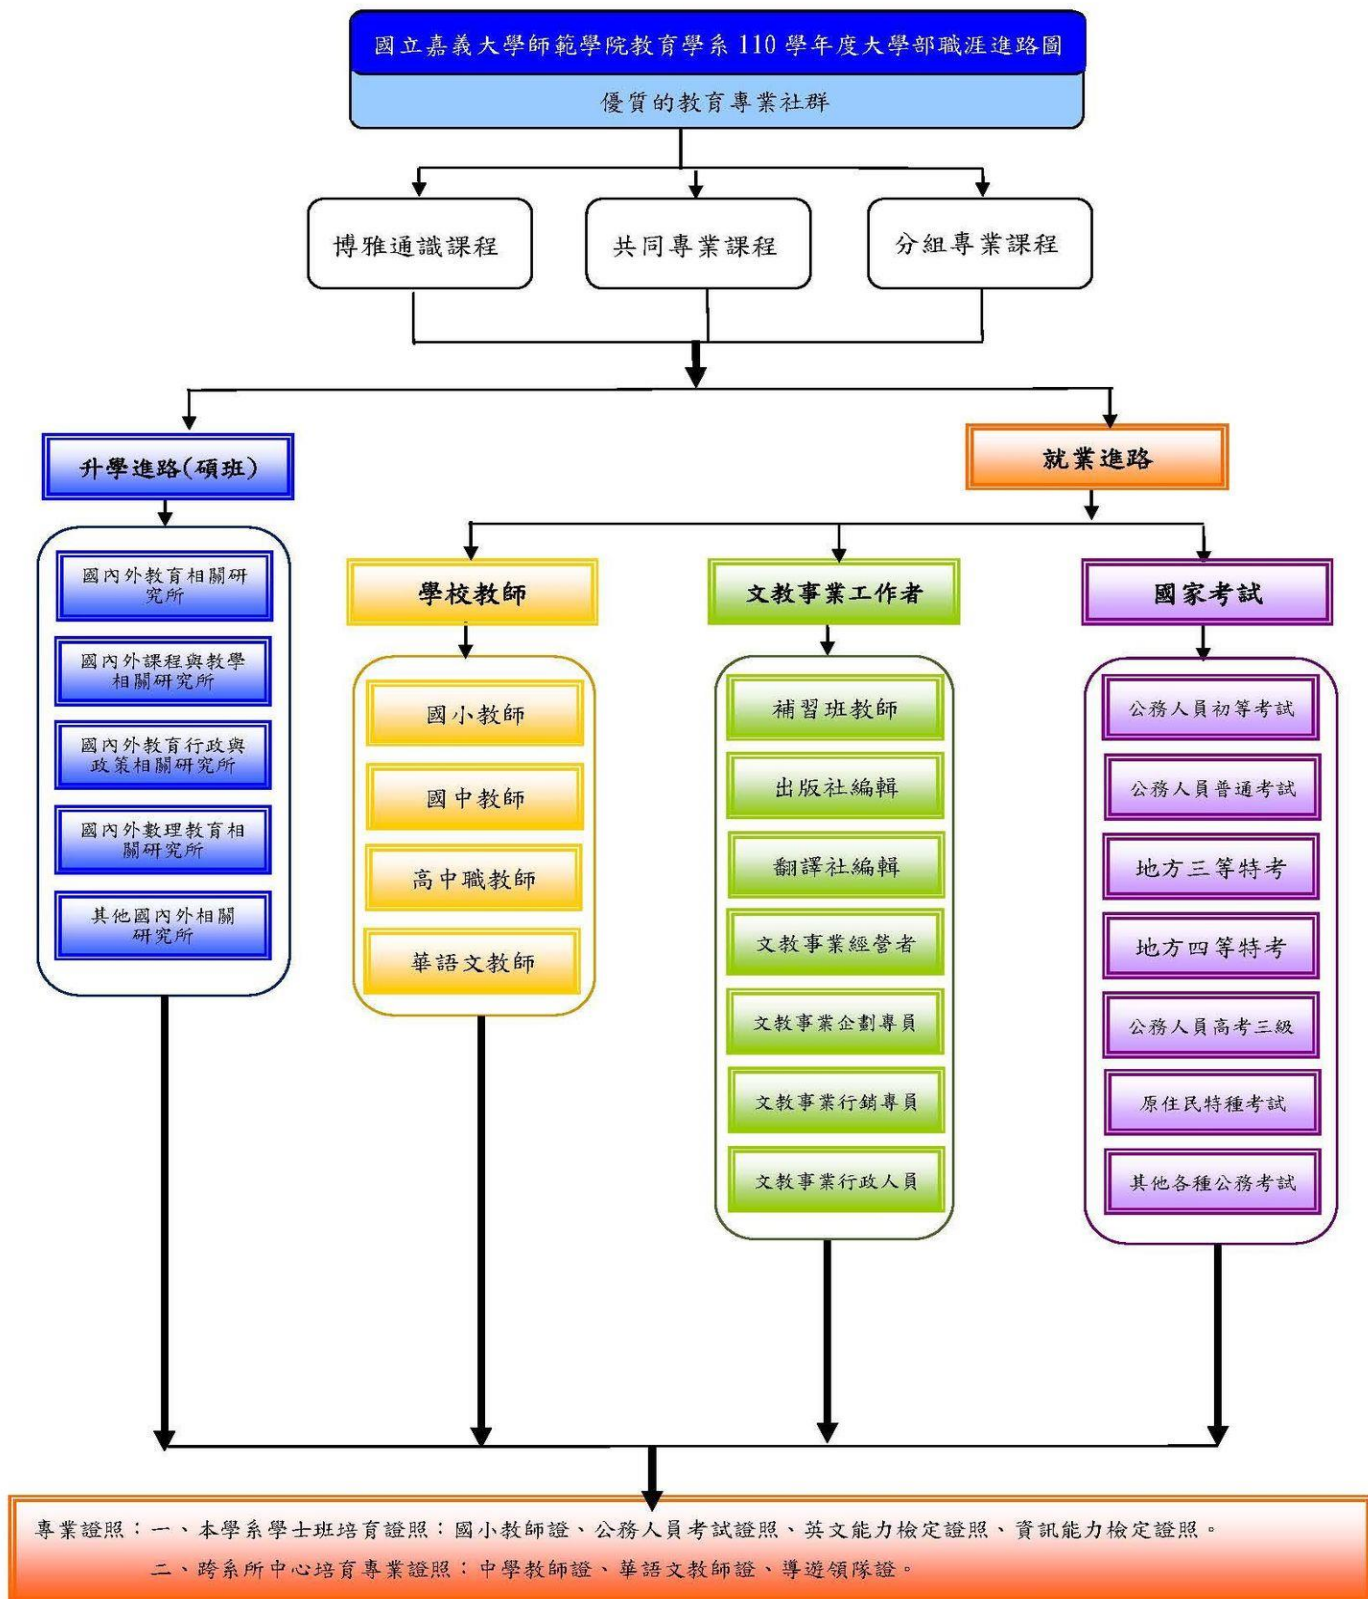 國立嘉義大學師範學院教育學系 110 學年度大學部職涯進路圖
優質的教育專業社群
博雅通識課程
共同專業課程
分組專業課程
升學進路(碩班)
就業進路
國內外教育相關研
究所
國內外課程與教學
相關研究所
國內外教育行政與
政策相關研究所
國內外數理教育相
關研究所
其他國內外相關
研究所
學校教師
國小教師
國中教師
高中職教師
華語文教師
文教事業工作者
補習班教師
出版社編輯
翻譯社編輯
文教事業經營者
文教事業企劃專員
文教事業行銷專員
文教事業行政人員
國家考試
公務人員初等考試
公務人員普通考試
地方三等特考
地方四等特考
公務人員高考三級
原住民特種考試
其他各種公務考試
專業證照：一、本學系學士班培育證照：國小教師證、公務人員考試證照、英文能力檢定證照、資訊能力檢定證照。
二、跨系所中心培育專業證照：中學教師證、華語文教師證、導遊領隊證。